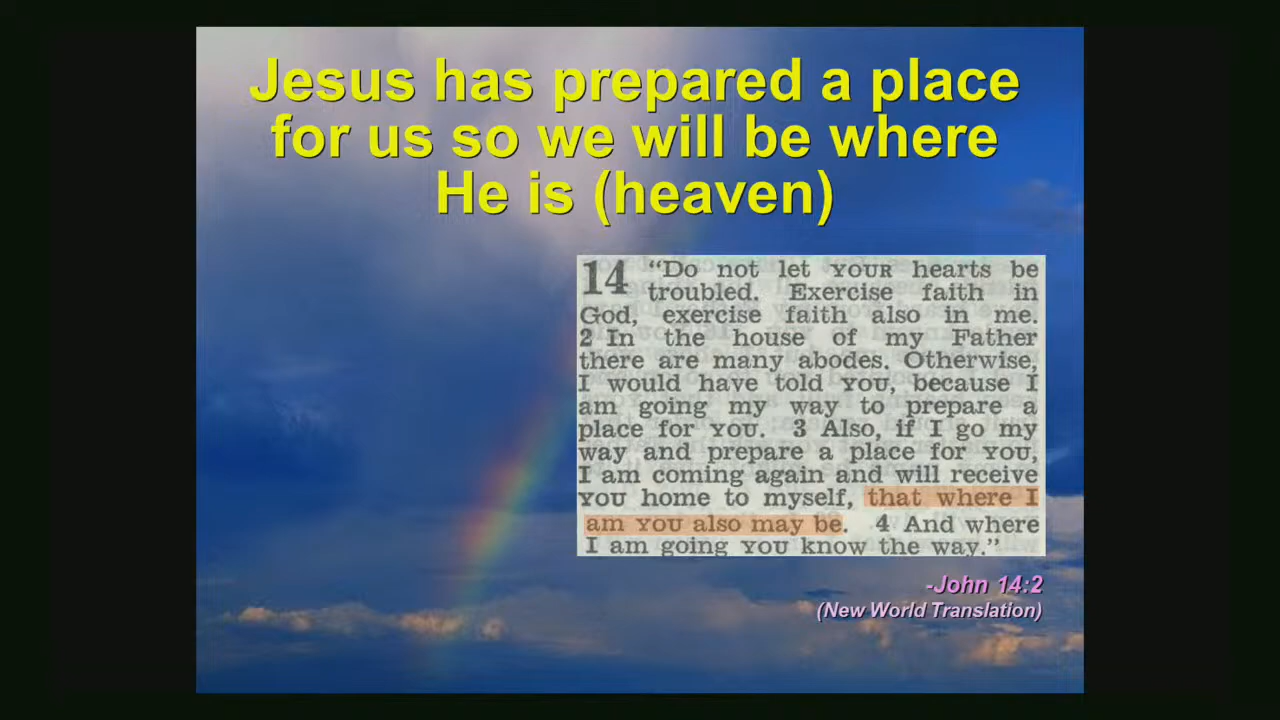 Jesus has prepared a place
for us so we will be where
He is (heaven)
14 “Do not let YOUR hearts be
troubled. Exercise faith in
God, exercise faith also in me.
2 In the house of my Father
there are many abodes. Otherwise,
I would have told YOU, because I
am going my way to prepare a
place for YOU. 3 Also, if I go my
way and prepare a place for YOU,
I am coming again and will receive
YOU home to myself, that where I
am YOU also may be. 4 And where
I am going YOU know the way.”
-John 14:2
(New World Translation)